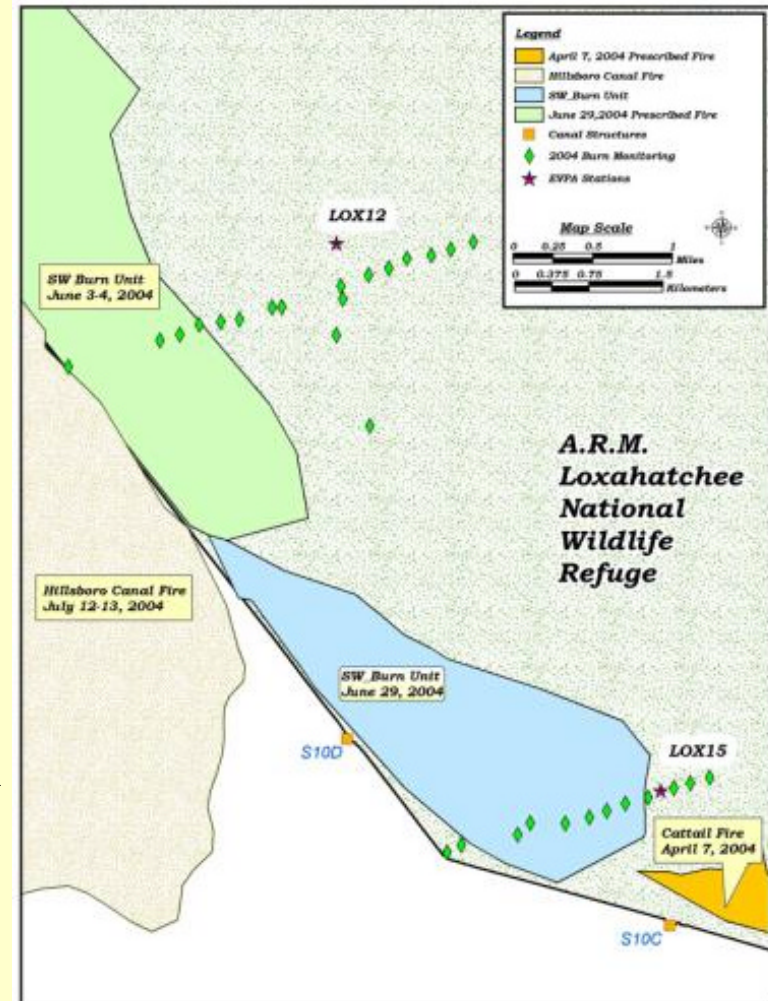 Legend
April 7, 2004 Prescribed Fire
Hillsboro Canal Fire
SW_Burn Unit
June 29,2004 Prescribed Fire
Canal Structures
2004 Burn Monitoring
EVPA Stations
Map Scale
0 0.25 0.5 1
Miles
0 0.375 0.75 1.5
Kilometers
LOX12
SW Burn Unit
June 3-4, 2004
A.R.M.
Loxahatchee
National
Wildlife
Refuge
Hillsboro Canal Fire
July 12-13, 2004
SW_Burn Unit
June 29, 2004
S10D
LOX15
Cattail Fire
April 7, 2004
S10C